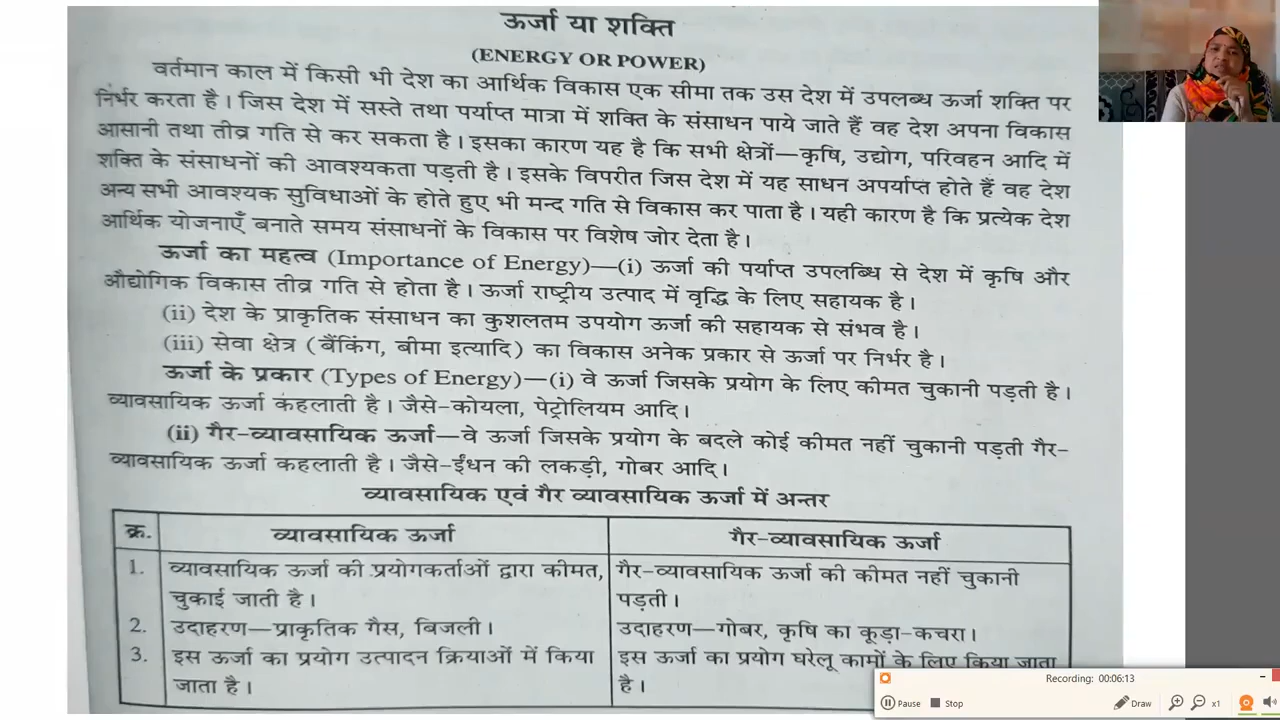 ऊर्जा या शक्ति
(ENERGY OR POWER)
वर्तमान काल में किसी भी देश का आर्थिक विकास एक सीमा तक उस देश में उपलब्ध ऊर्जा शक्ति पर
निर्भर करता है। जिस देश में सस्ते तथा पर्याप्त मात्रा में शक्ति के संसाधन पाये जाते हैं वह देश अपना विकास
आसानी तथा तीव्र गति से कर सकता है। इसका कारण यह है कि सभी क्षेत्रों—कृषि, उद्योग, परिवहन आदि में
शक्ति के संसाधनों की आवश्यकता पड़ती है। इसके विपरीत जिस देश में यह साधन अपर्याप्त होते हैं वह देश
अन्य सभी आवश्यक सुविधाओं के होते हुए भी मन्द गति से विकास कर पाता है। यही कारण है कि प्रत्येक देश
आर्थिक योजनाएँ बनाते समय संसाधनों के विकास पर विशेष जोर देता है।
ऊर्जा का महत्व (Importance of Energy)—(i) ऊर्जा की पर्याप्त उपलब्धि से देश में कृषि और
औद्योगिक विकास तीव्र गति से होता है। ऊर्जा राष्ट्रीय उत्पाद में वृद्धि के लिए सहायक है।
(ii) देश के प्राकृतिक संसाधन का कुशलतम उपयोग ऊर्जा की सहायक से संभव है।
(iii) सेवा क्षेत्र (बैंकिंग, बीमा इत्यादि) का विकास अनेक प्रकार से ऊर्जा पर निर्भर है।
ऊर्जा के प्रकार (Types of Energy)—(i) वे ऊर्जा जिसके प्रयोग के लिए कीमत चुकानी पड़ती है।
व्यावसायिक ऊर्जा कहलाती है। जैसे-कोयला, पेट्रोलियम आदि।
(ii) गैर-व्यावसायिक ऊर्जा—वे ऊर्जा जिसके प्रयोग के बदले कोई कीमत नहीं चुकानी पड़ती गैर-
व्यावसायिक ऊर्जा कहलाती है। जैसे-ईंधन की लकड़ी, गोबर आदि।
व्यावसायिक एवं गैर व्यावसायिक ऊर्जा में अन्तर
क्र. व्यावसायिक ऊर्जा गैर-व्यावसायिक ऊर्जा
1. व्यावसायिक ऊर्जा की प्रयोगकर्ताओं द्वारा कीमत, गैर-व्यावसायिक ऊर्जा की कीमत नहीं चुकानी
चुकाई जाती है। पड़ती।
2. उदाहरण—प्राकृतिक गैस, बिजली। उदाहरण—गोबर, कृषि का कूड़ा-कचरा।
3. इस ऊर्जा का प्रयोग उत्पादन क्रियाओं में किया इस ऊर्जा का प्रयोग घरेलू कामों के लिए किया जाता
जाता है। है।
Recording: 00:06:13
Pause Stop Draw x1